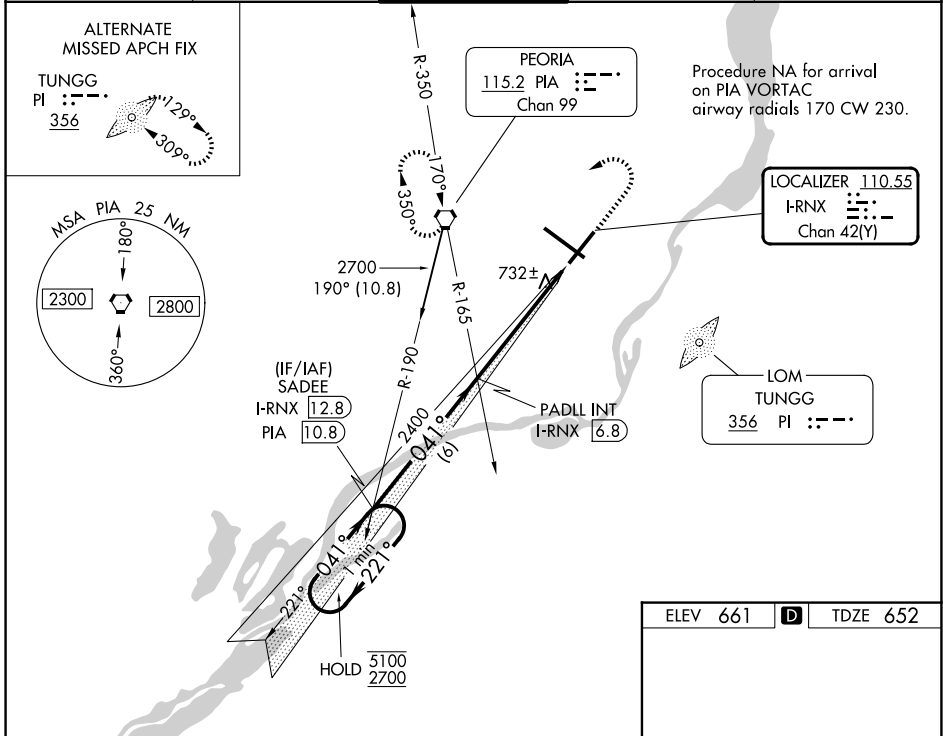 ALTERNATE
MISSED APCH FIX
TUNGG
PI
356
129°
309°
R-350
PEORIA
115.2 PIA
Chan 99
Procedure NA for arrival
on PIA VORTAC
airway radials 170 CW 230.
170°
350°
LOCALIZER 110.55
I-RNX
Chan 42(Y)
MSA PIA 25 NM
180°
2300
2800
360°
2700
190° (10.8)
732±
R-165
R-190
(IF/IAF)
SADEE
I-RNX 12.8
PIA 10.8
2400
041°
(6)
PADLL INT
I-RNX 6.8
LOM
TUNGG
356 PI
041°
1 min
221°
221°
HOLD 5100
2700
ELEV 661 D TDZE 652